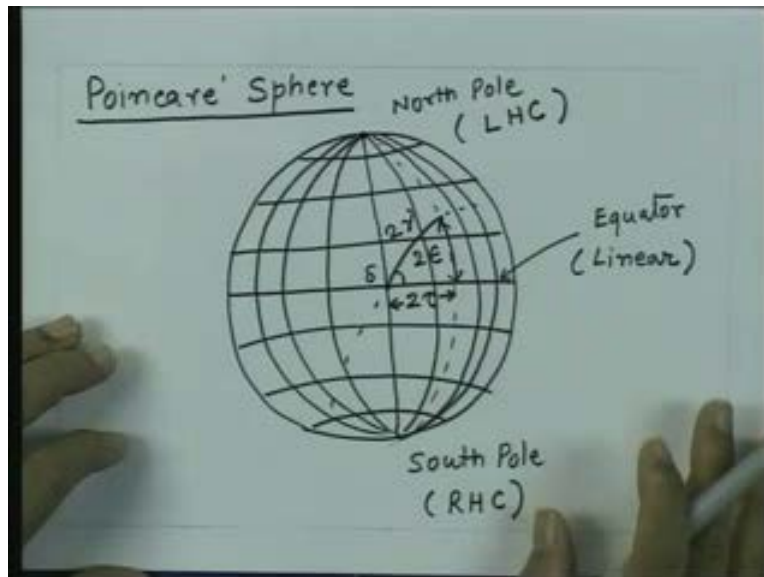 Poincare' Sphere
North Pole
( LHC )
Equator
(Linear)
2γ
2ε
δ
2τ
South Pole
( RHC )